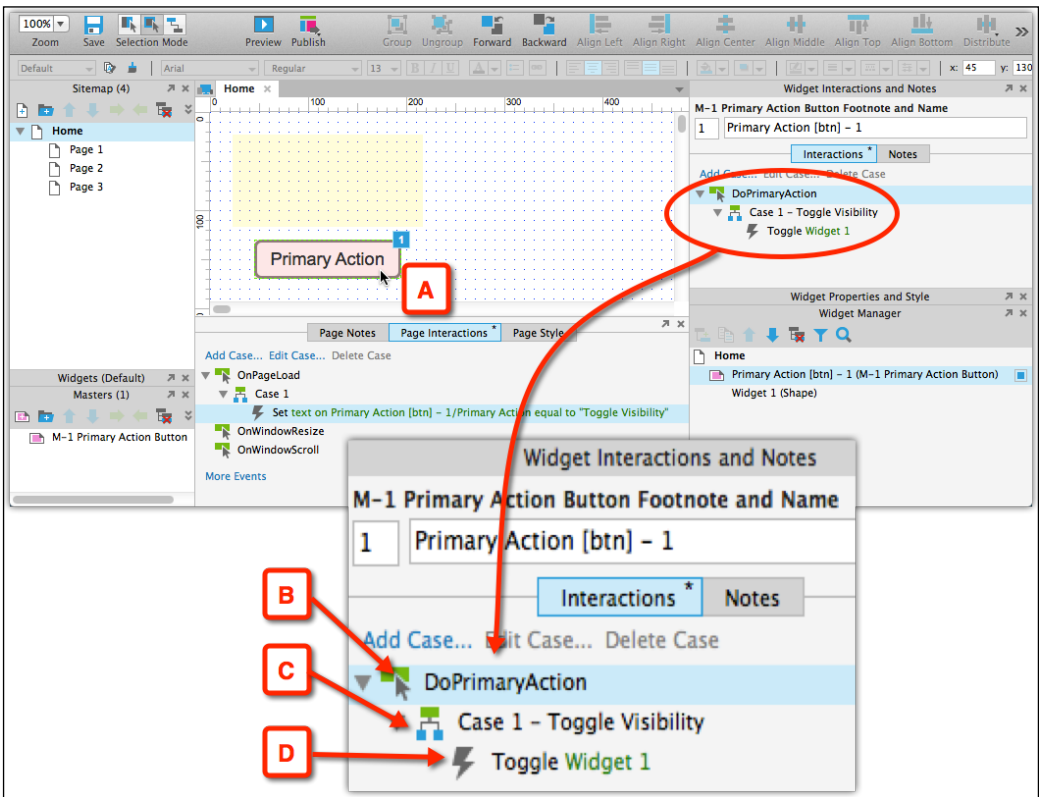 100%
Zoom Save Selection Mode Preview Publish Group Ungroup Forward Backward Align Left Align Right Align Center Align Middle Align Top Align Bottom Distribute
Default Arial Regular 13 B I U x: 45 y: 130
Sitemap (4)
Home
Page 1
Page 2
Page 3
Widgets (Default)
Masters (1)
M-1 Primary Action Button
Home
0 100 200 300 400
0
100
Primary Action
1
A
Page Notes Page Interactions * Page Style
Add Case... Edit Case... Delete Case
OnPageLoad
Case 1
Set text on Primary Action [btn] - 1/Primary Action equal to "Toggle Visibility"
OnWindowResize
OnWindowScroll
More Events
Widget Interactions and Notes
M-1 Primary Action Button Footnote and Name
1 Primary Action [btn] - 1
Interactions * Notes
Add Case... Edit Case... Delete Case
DoPrimaryAction
Case 1 - Toggle Visibility
Toggle Widget 1
Widget Properties and Style
Widget Manager
Home
Primary Action [btn] - 1 (M-1 Primary Action Button)
Widget 1 (Shape)
Widget Interactions and Notes
M-1 Primary Action Button Footnote and Name
1 Primary Action [btn] - 1
Interactions * Notes
B
Add Case... Edit Case... Delete Case
C
DoPrimaryAction
Case 1 - Toggle Visibility
D
Toggle Widget 1